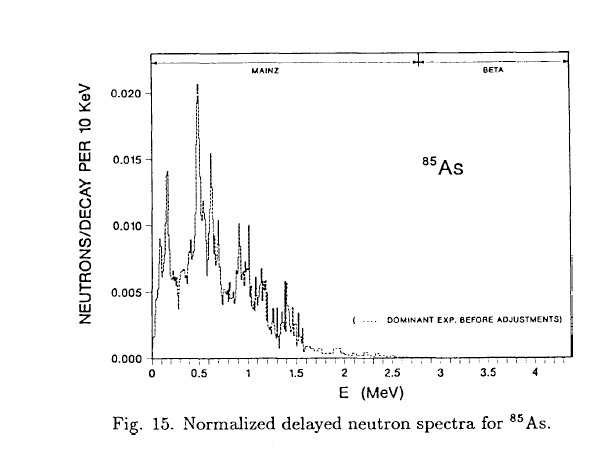 MAINZ
BETA
NEUTRONS/DECAY PER 10 KeV
0.020
0.015
0.010
0.005
0.000
⁸⁵As
( ---- DOMINANT EXP. BEFORE ADJUSTMENTS)
0 0.5 1 1.5 2 2.5 3 3.5 4
E (MeV)
Fig. 15. Normalized delayed neutron spectra for ⁸⁵As.